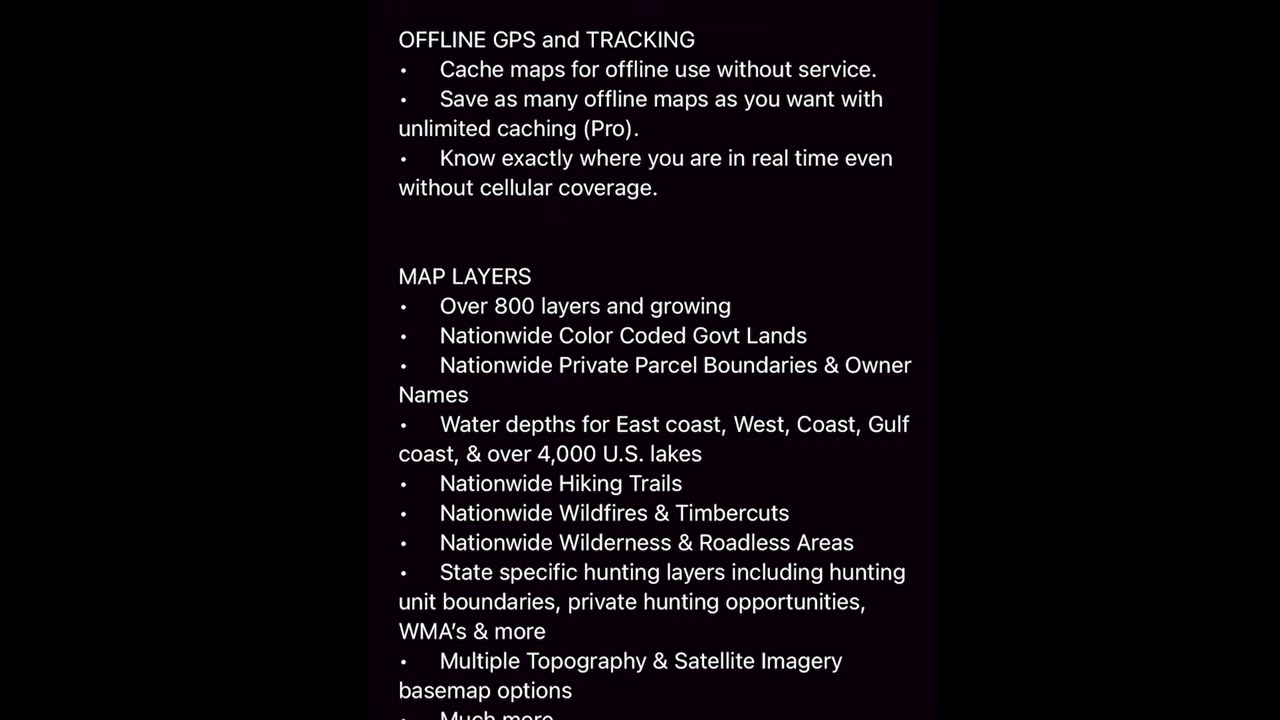 OFFLINE GPS and TRACKING
• Cache maps for offline use without service.
• Save as many offline maps as you want with
unlimited caching (Pro).
• Know exactly where you are in real time even
without cellular coverage.
MAP LAYERS
• Over 800 layers and growing
• Nationwide Color Coded Govt Lands
• Nationwide Private Parcel Boundaries & Owner
Names
• Water depths for East coast, West, Coast, Gulf
coast, & over 4,000 U.S. lakes
• Nationwide Hiking Trails
• Nationwide Wildfires & Timbercuts
• Nationwide Wilderness & Roadless Areas
• State specific hunting layers including hunting
unit boundaries, private hunting opportunities,
WMA’s & more
• Multiple Topography & Satellite Imagery
basemap options
• Much more